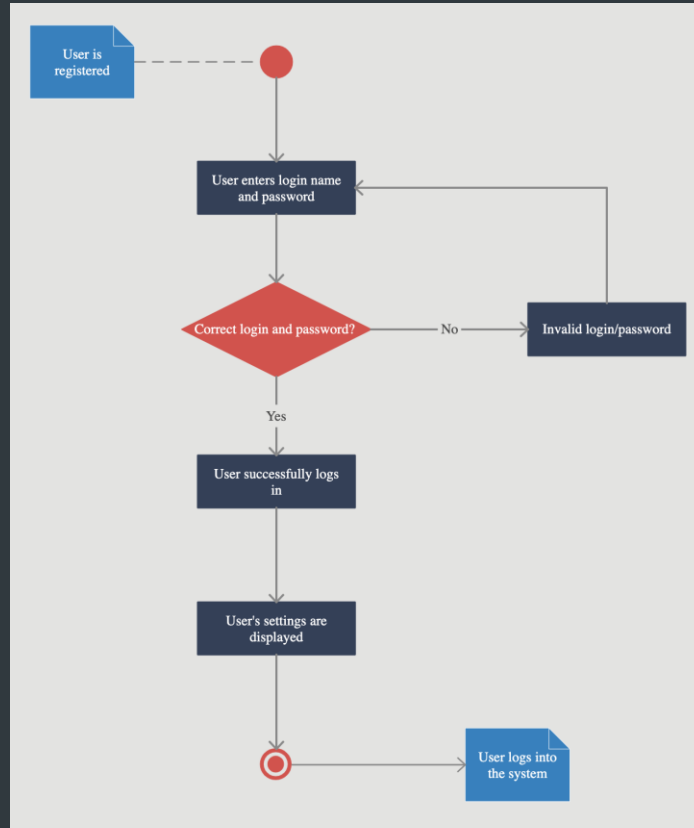 User is
registered
User enters login name
and password
Correct login and password?
No
Invalid login/password
Yes
User successfully logs
in
User's settings are
displayed
User logs into
the system